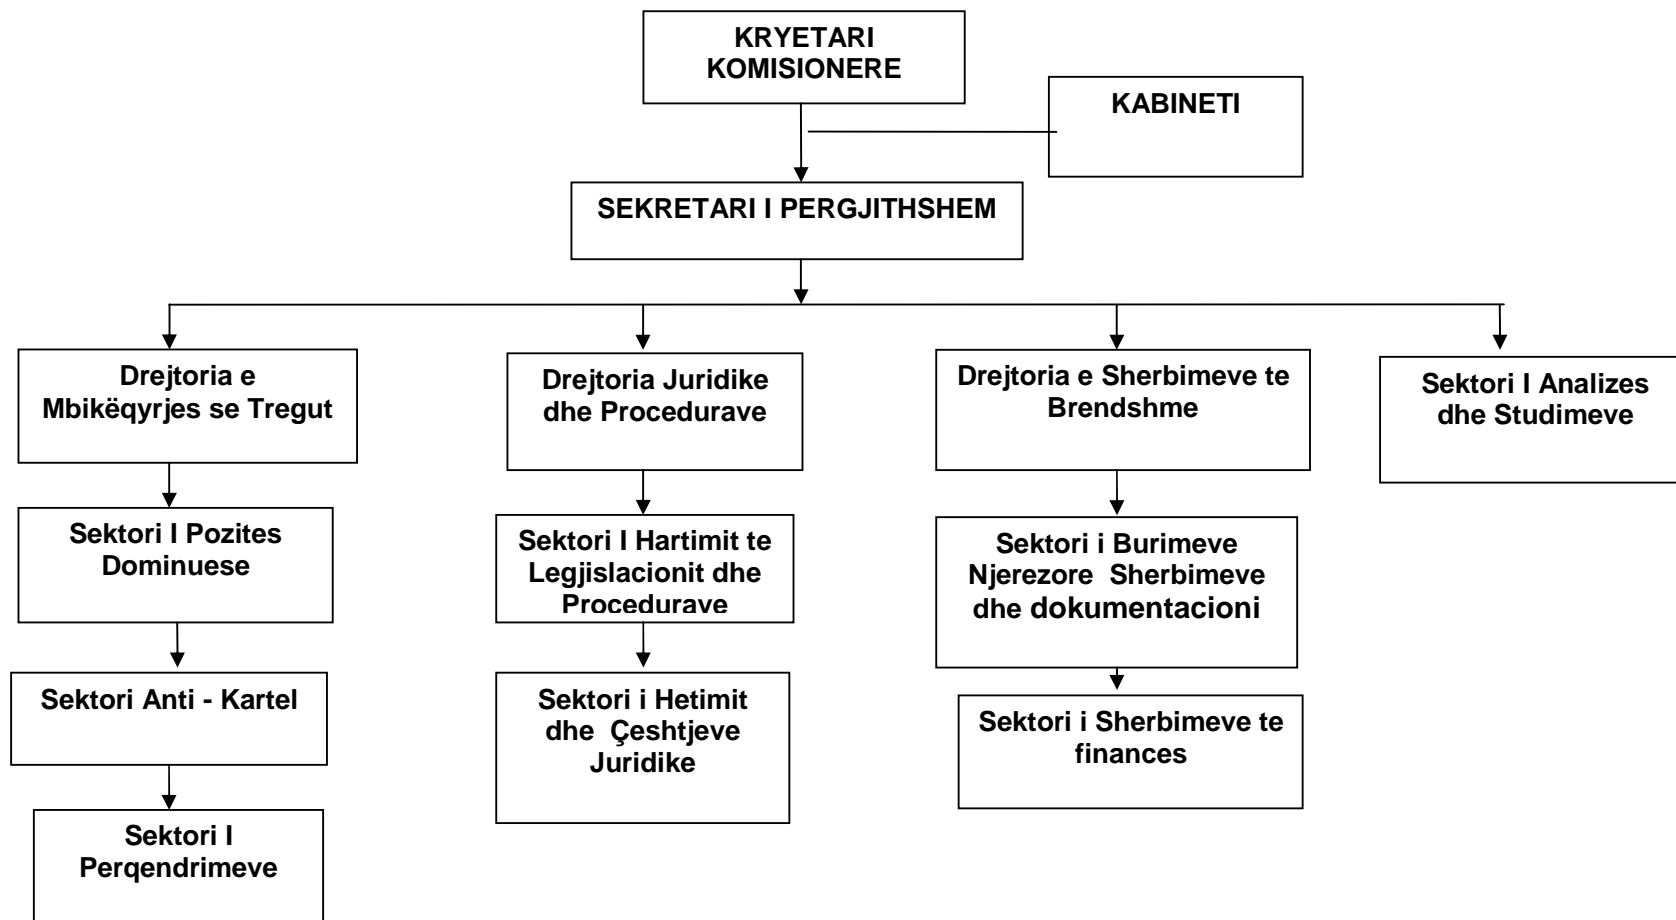 KRYETARI
KOMISIONERE
KABINETI
SEKRETARI I PERGJITHSHEM
Drejtoria e
Mbikëqyrjes se Tregut
Drejtoria Juridike
dhe Procedurave
Drejtoria e Sherbimeve te
Brendshme
Sektori I Analizes
dhe Studimeve
Sektori I Pozites
Dominuese
Sektori I Hartimit te
Legjislacionit dhe
Procedurave
Sektori i Burimeve
Njerezore Sherbimeve
dhe dokumentacioni
Sektori Anti - Kartel
Sektori i Hetimit
dhe Çeshtjeve
Juridike
Sektori i Sherbimeve te
finances
Sektori I
Perqendrimeve